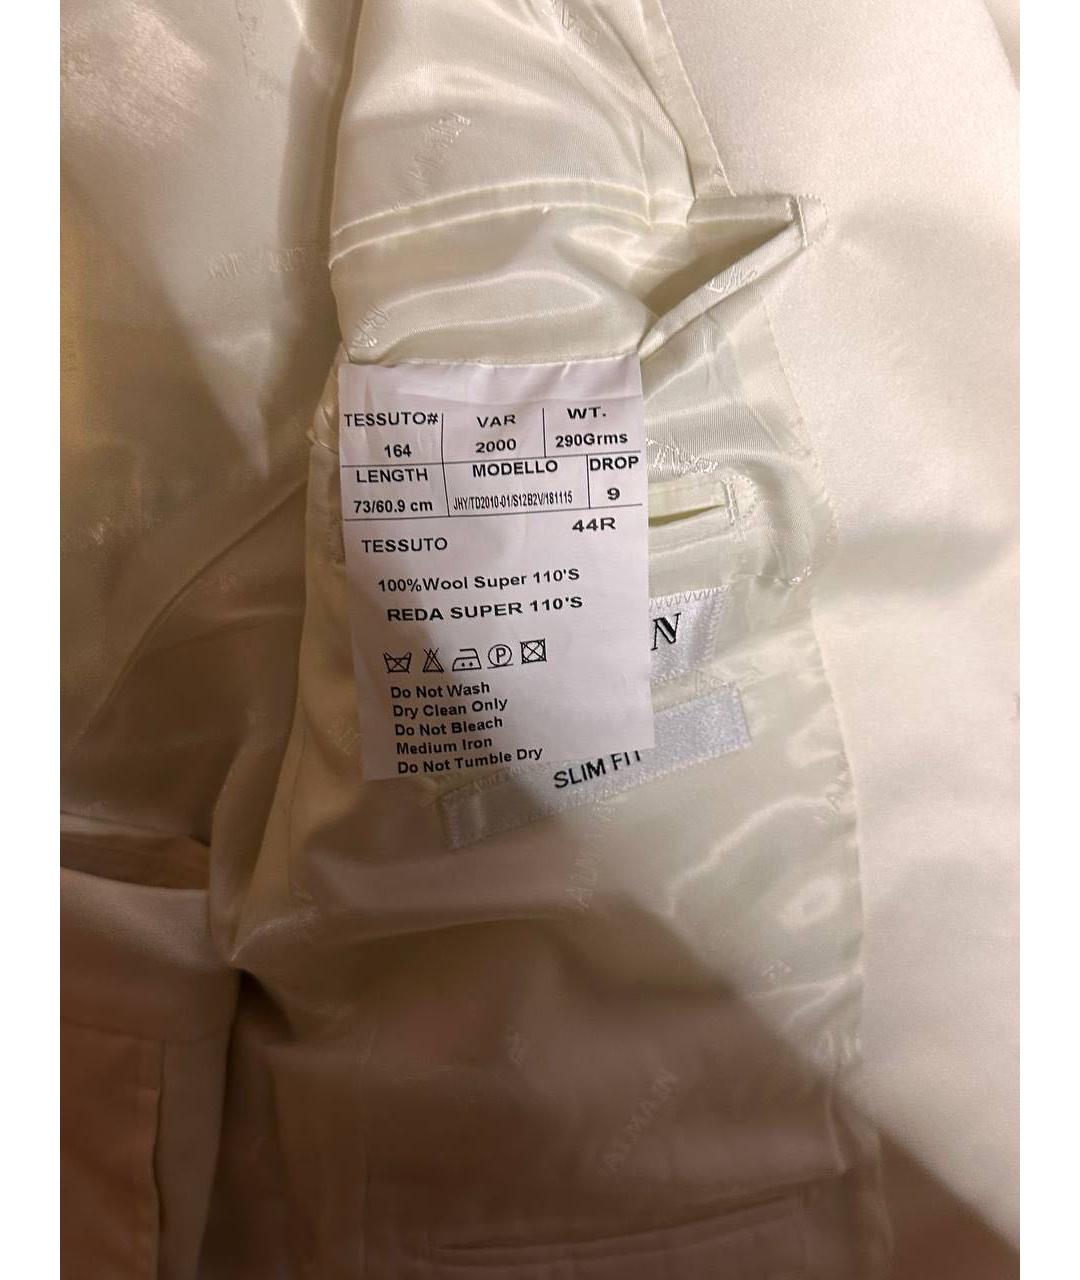 TESSUTO# VAR WT.
164 2000 290Grms
LENGTH MODELLO DROP
73/60.9 cm JHY/TD2010-01/S12B2V/181115 9
44R
TESSUTO
100%Wool Super 110'S
REDA SUPER 110'S
P
Do Not Wash
Dry Clean Only
Do Not Bleach
Medium Iron
Do Not Tumble Dry
N
SLIM FIT